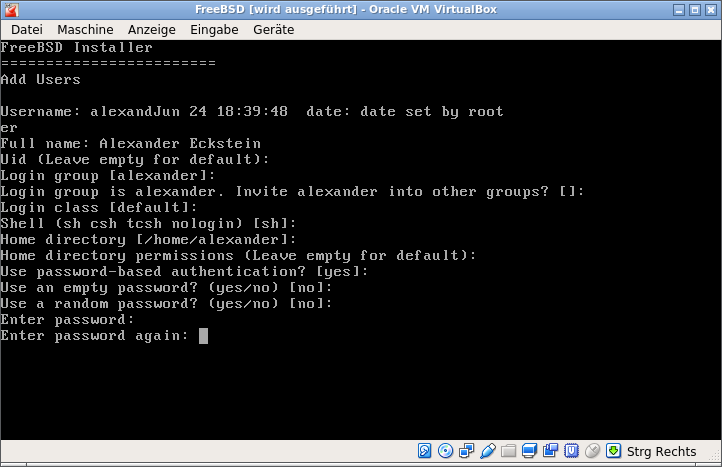 FreeBSD [wird ausgeführt] - Oracle VM VirtualBox
Datei Maschine Anzeige Eingabe Geräte
FreeBSD Installer
========================
Add Users
Username: alexandJun 24 18:39:48  date: date set by root
er
Full name: Alexander Eckstein
Uid (Leave empty for default):
Login group [alexander]:
Login group is alexander. Invite alexander into other groups? []:
Login class [default]:
Shell (sh csh tcsh nologin) [sh]:
Home directory [/home/alexander]:
Home directory permissions (Leave empty for default):
Use password-based authentication? [yes]:
Use an empty password? (yes/no) [no]:
Use a random password? (yes/no) [no]:
Enter password:
Enter password again:
Strg Rechts